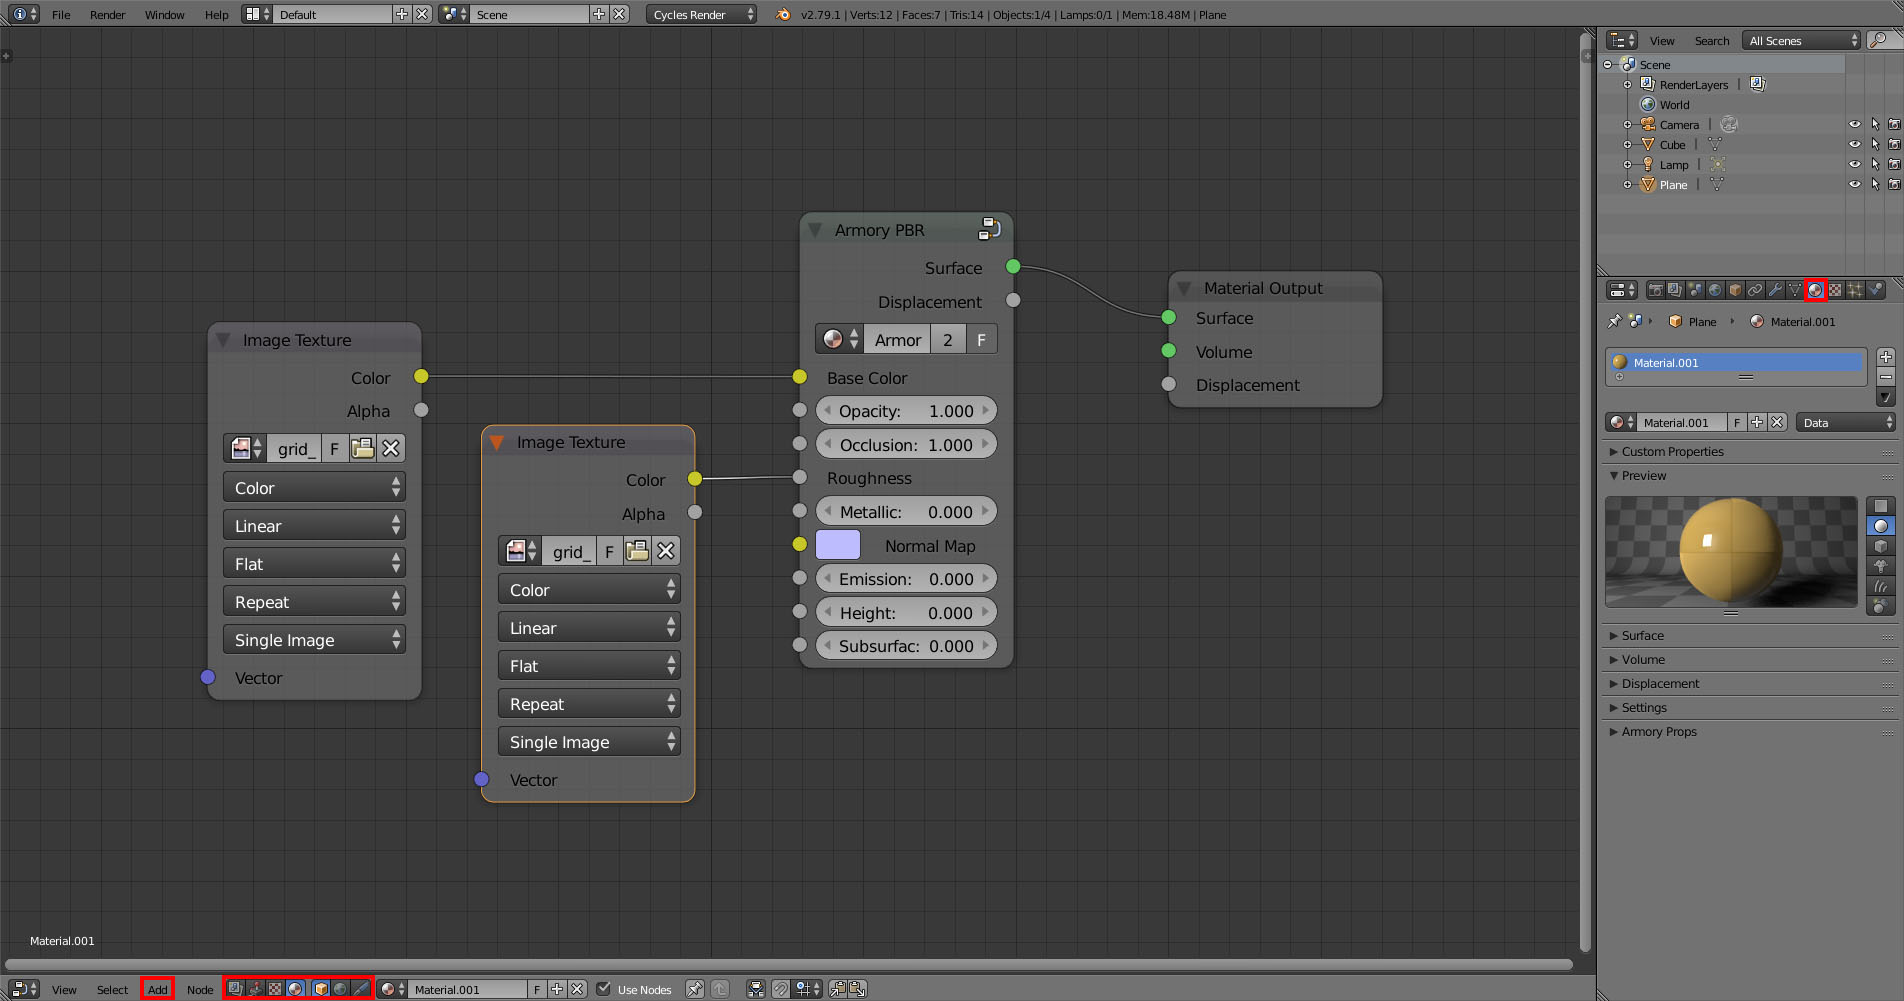 File Render Window Help Default Scene Cycles Render v2.79.1 | Verts:12 | Faces:7 | Tris:14 | Objects:1/4 | Lamps:0/1 | Mem:18.48M | Plane
View Search All Scenes
Scene
RenderLayers
World
Camera
Cube
Lamp
Plane
Plane Material.001
Material.001
Material.001 F Data
Custom Properties
Preview
Surface
Volume
Displacement
Settings
Armory Props
Image Texture
Color
Alpha
grid_ F
Color
Linear
Flat
Repeat
Single Image
Vector
Image Texture
Color
Alpha
grid_ F
Color
Linear
Flat
Repeat
Single Image
Vector
Armory PBR
Surface
Displacement
Armor 2 F
Base Color
Opacity: 1.000
Occlusion: 1.000
Roughness
Metallic: 0.000
Normal Map
Emission: 0.000
Height: 0.000
Subsurfac: 0.000
Material Output
Surface
Volume
Displacement
Material.001
View Select Add Node Material.001 F Use Nodes